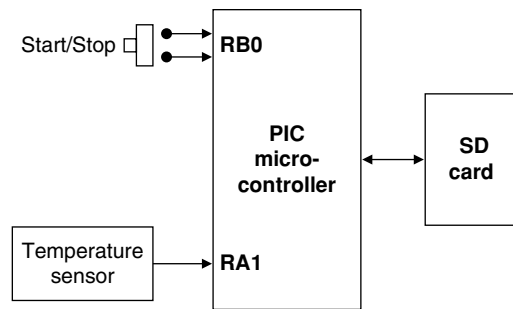 Start/Stop
RB0
PIC
micro-
controller
SD
card
Temperature
sensor
RA1